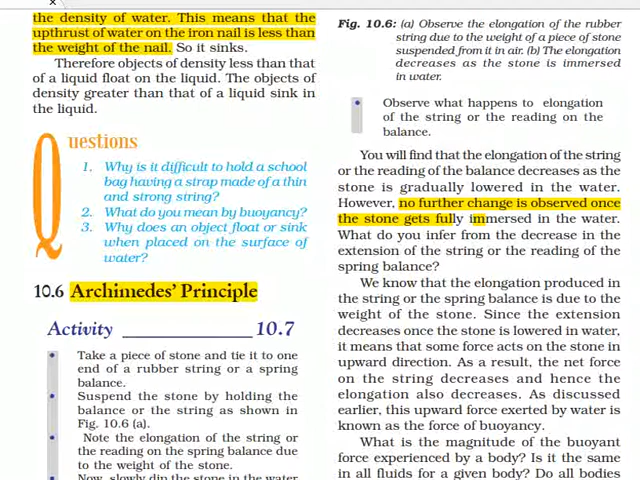 the density of water. This means that the
upthrust of water on the iron nail is less than
the weight of the nail. So it sinks.
Therefore objects of density less than that
of a liquid float on the liquid. The objects of
density greater than that of a liquid sink in
the liquid.
Questions
1. Why is it difficult to hold a school
bag having a strap made of a thin
and strong string?
2. What do you mean by buoyancy?
3. Why does an object float or sink
when placed on the surface of
water?
10.6 Archimedes' Principle
Activity ______________ 10.7
• Take a piece of stone and tie it to one
end of a rubber string or a spring
balance.
• Suspend the stone by holding the
balance or the string as shown in
Fig. 10.6 (a).
• Note the elongation of the string or
the reading on the spring balance due
to the weight of the stone.
• Now, slowly dip the stone in the water
Fig. 10.6: (a) Observe the elongation of the rubber
string due to the weight of a piece of stone
suspended from it in air. (b) The elongation
decreases as the stone is immersed
in water.
• Observe what happens to elongation
of the string or the reading on the
balance.
You will find that the elongation of the string
or the reading of the balance decreases as the
stone is gradually lowered in the water.
However, no further change is observed once
the stone gets fully immersed in the water.
What do you infer from the decrease in the
extension of the string or the reading of the
spring balance?
We know that the elongation produced in
the string or the spring balance is due to the
weight of the stone. Since the extension
decreases once the stone is lowered in water,
it means that some force acts on the stone in
upward direction. As a result, the net force
on the string decreases and hence the
elongation also decreases. As discussed
earlier, this upward force exerted by water is
known as the force of buoyancy.
What is the magnitude of the buoyant
force experienced by a body? Is it the same
in all fluids for a given body? Do all bodies